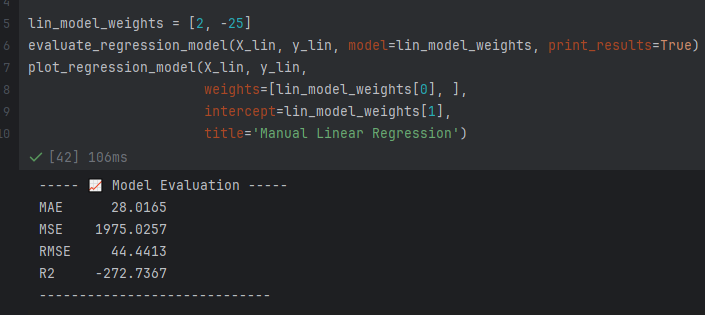 4
5 lin_model_weights = [2, -25]
6 evaluate_regression_model(X_lin, y_lin, model=lin_model_weights, print_results=True)
7 plot_regression_model(X_lin, y_lin,
8 weights=[lin_model_weights[0], ],
9 intercept=lin_model_weights[1],
10 title='Manual Linear Regression')
✓ [42] 106ms
----- 📈 Model Evaluation -----
MAE 28.0165
MSE 1975.0257
RMSE 44.4413
R2 -272.7367
-----------------------------